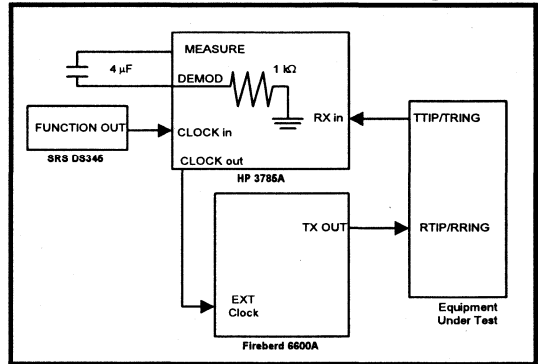 MEASURE
4 µF
DEMOD
1 kΩ
RX in
TTIP/TRING
FUNCTION OUT
CLOCK in
SRS DS345
CLOCK out
HP 3785A
TX OUT
RTIP/RRING
EXT
Clock
Equipment
Under Test
Fireberd 6600A